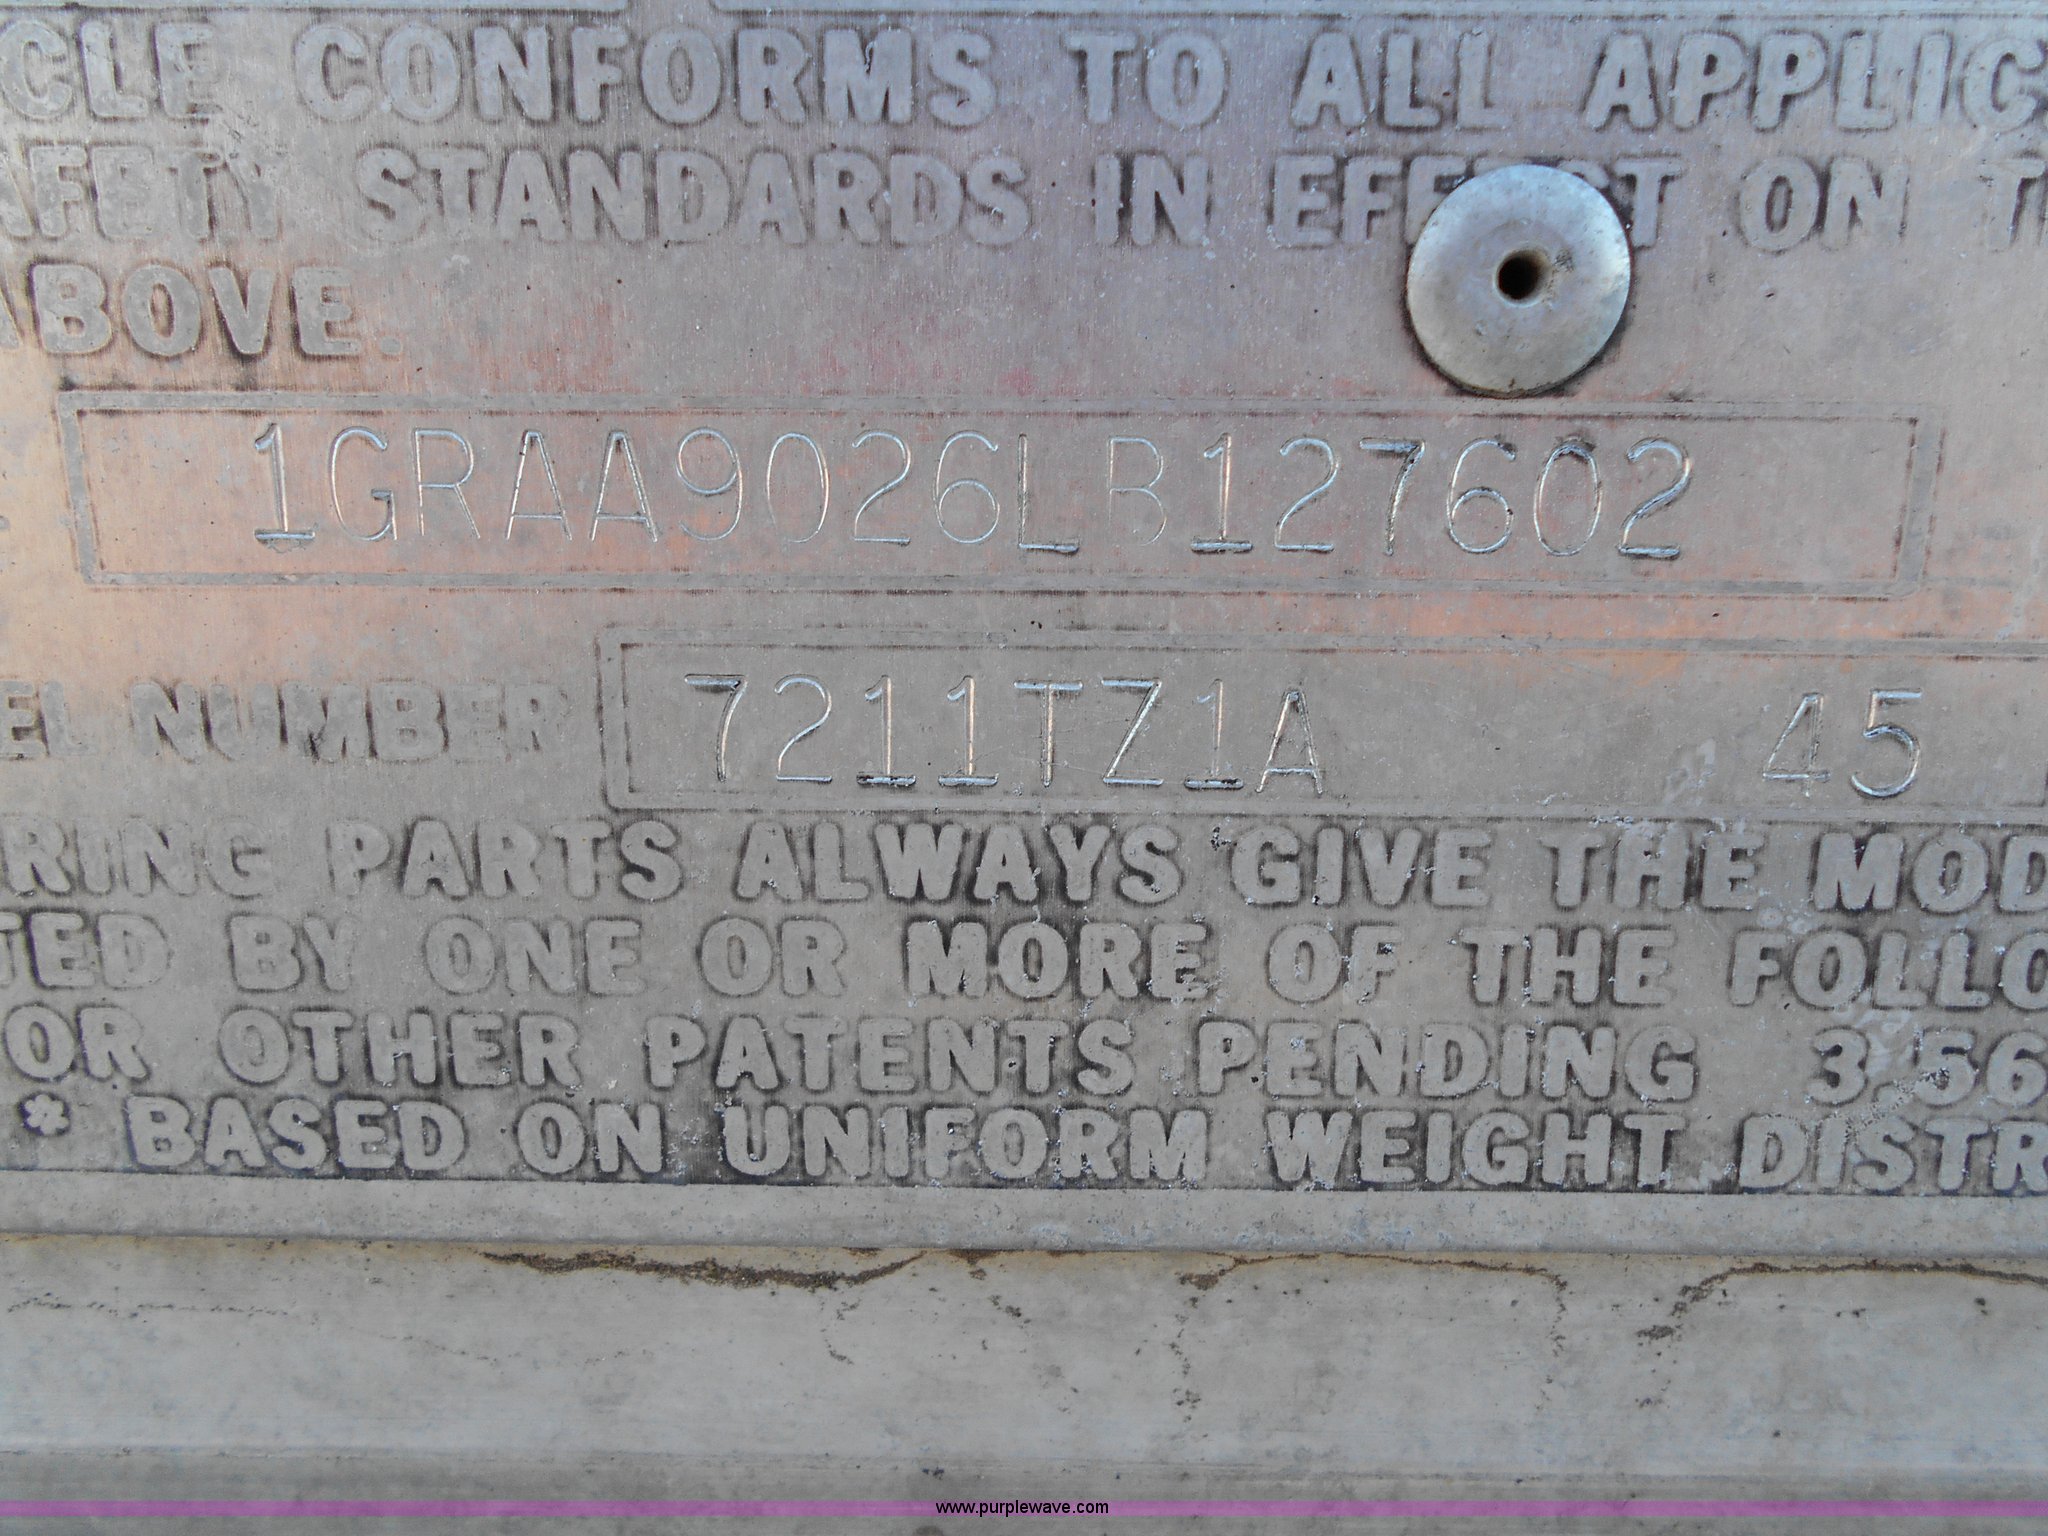 CLE CONFORMS TO ALL APPLIC
AFETY STANDARDS IN EFFECT ON T
ABOVE.
1GRAA9026LB127602
EL NUMBER 7211TZ1A 45
RING PARTS ALWAYS GIVE THE MOD
TED BY ONE OR MORE OF THE FOLLO
OR OTHER PATENTS PENDING 3,56
* BASED ON UNIFORM WEIGHT DISTR
www.purplewave.com